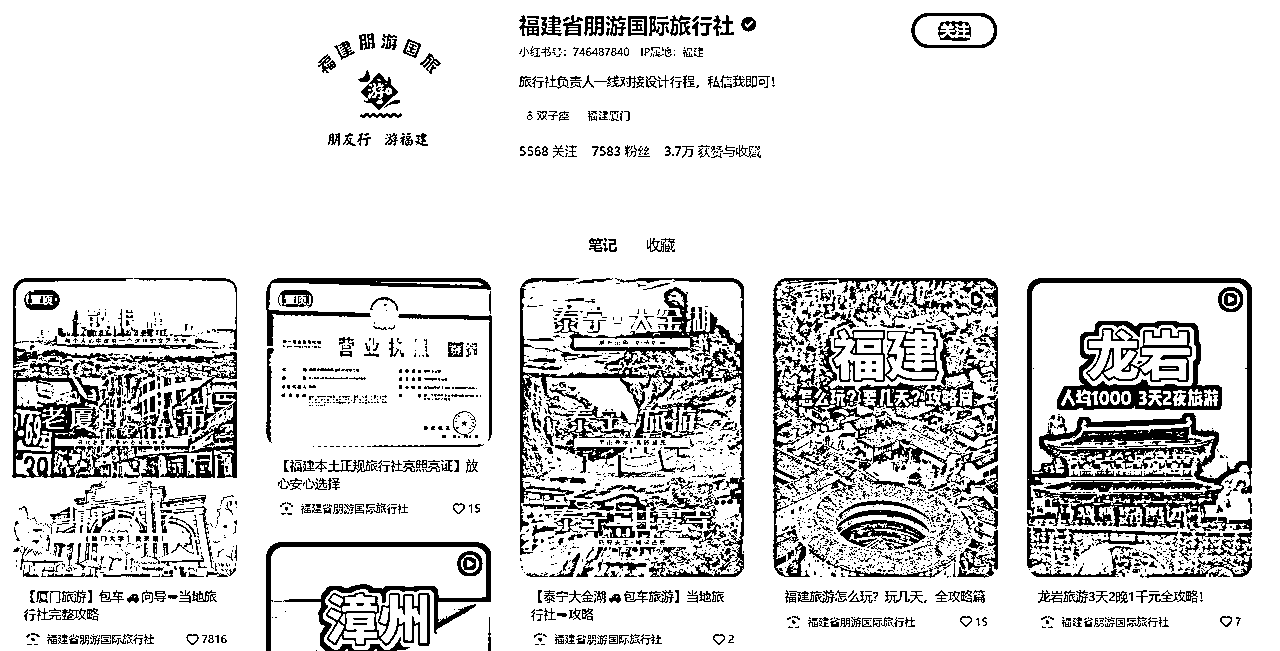 福建朋游国旅
游
朋友行 游福建
福建省朋游国际旅行社
小红书号：746487840 IP属地：福建
旅行社负责人一线对接设计行程，私信我即可！
双子座 福建厦门
5568 关注 7583 粉丝 3.7万 获赞与收藏
关注
笔记 收藏
置顶
老厦门
【厦门旅游】包车🚗向导➡当地旅
行社完整攻略
福建省朋游国际旅行社 7816
置顶
营业执照
【福建本土正规旅行社亮照亮证】放
心安心选择
福建省朋游国际旅行社 15
漳州
泰宁·大金湖
泰宁 旅游
【泰宁大金湖🚗包车旅游】当地旅
行社➡攻略
福建省朋游国际旅行社 2
福建
怎么玩？要几天？攻略篇
福建旅游怎么玩？玩几天，全攻略篇
福建省朋游国际旅行社 15
龙岩
人均1000 3天2夜旅游
龙岩旅游3天2晚1千元全攻略！
福建省朋游国际旅行社 7